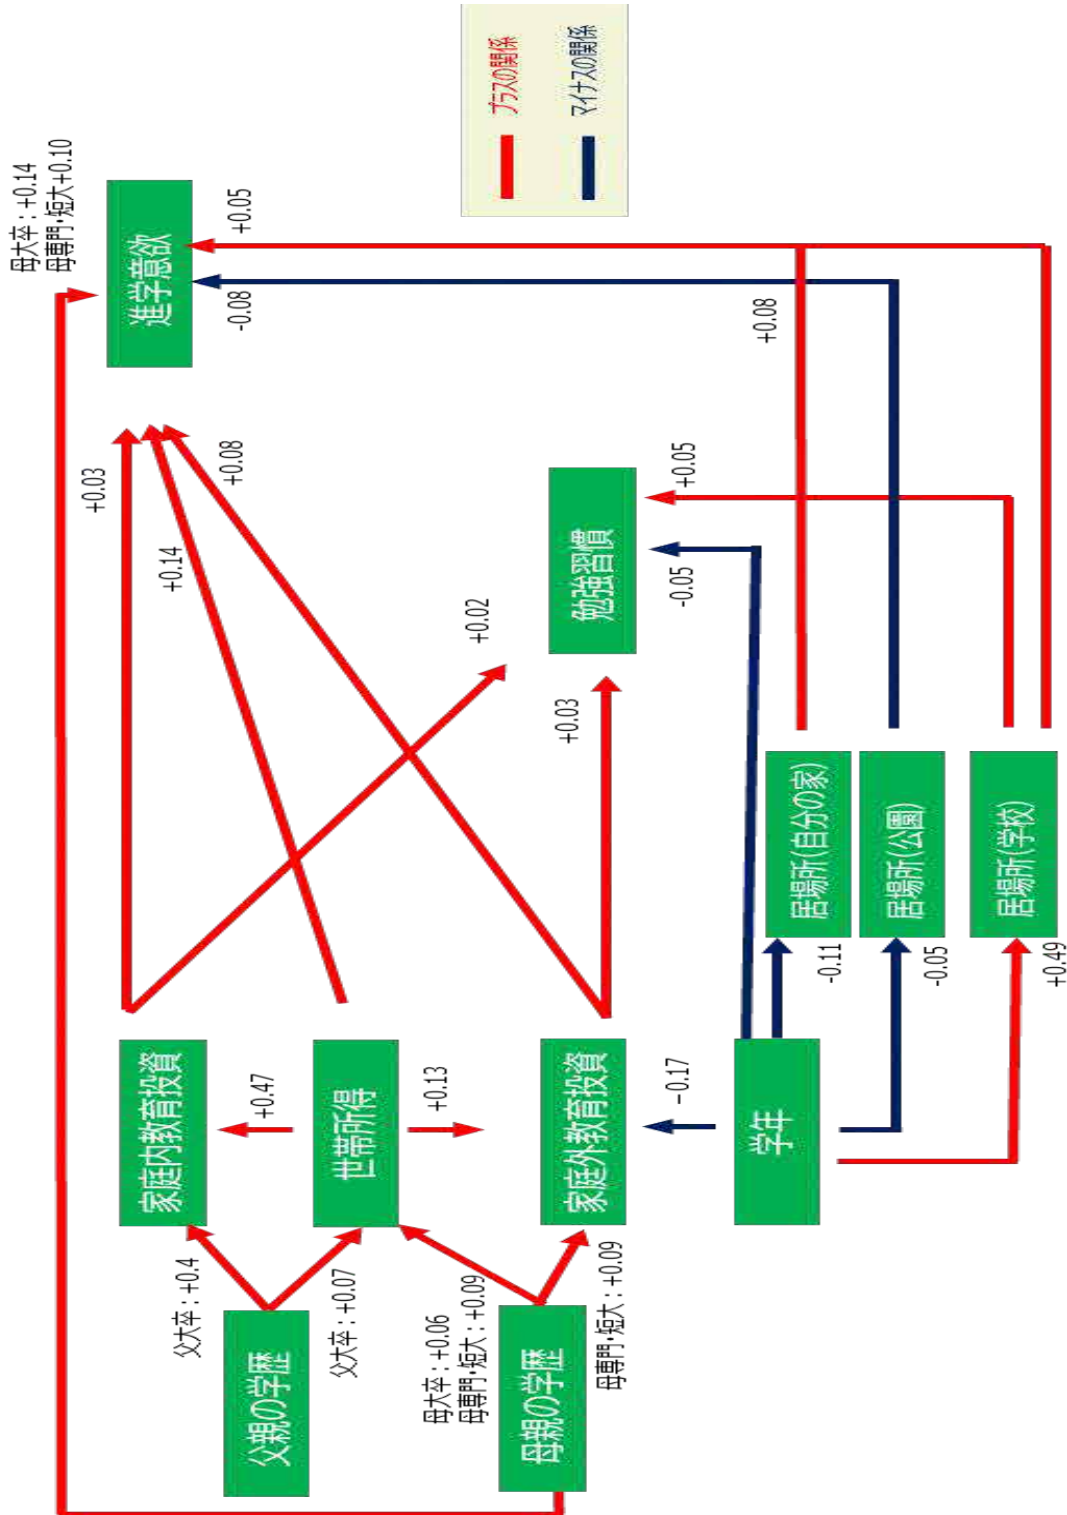 母大卒：+0.14
母専門・短大+0.10
進学意欲
+0.05
-0.08
プラスの関係
マイナスの関係
+0.03
+0.14
+0.08
+0.02
+0.03
勉強習慣
+0.05
-0.05
+0.08
家庭内教育投資
+0.47
世帯所得
+0.13
家庭外教育投資
-0.17
学年
居場所(自分の家)
-0.11
居場所(公園)
-0.05
居場所(学校)
+0.49
父大卒：+0.4
父親の学歴
父大卒：+0.07
母大卒：+0.06
母専門・短大：+0.09
母親の学歴
母専門・短大：+0.09